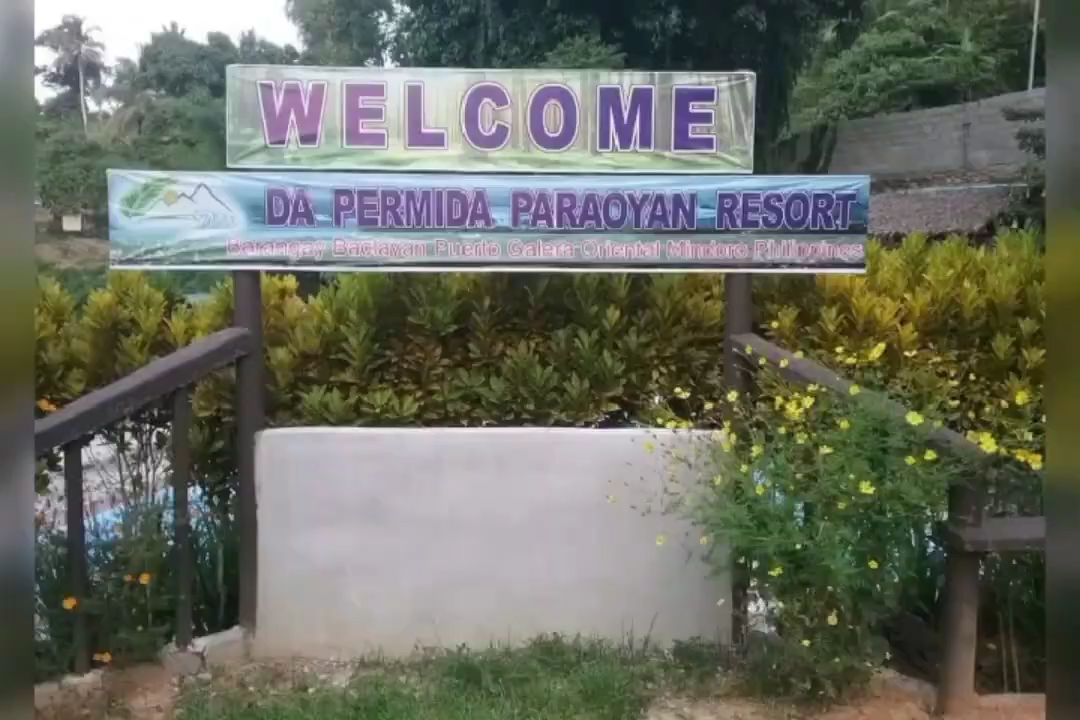 WELCOME
DA PERMIDA PARAOYAN RESORT
Barangay Baclayan Puerto Galera Oriental Mindoro Philippines